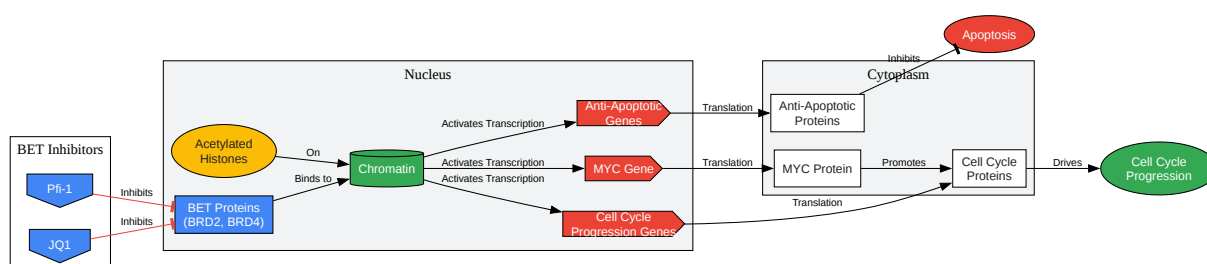 BET Inhibitors
Pfi-1
JQ1
Inhibits
Inhibits
Nucleus
Acetylated
Histones
BET Proteins
(BRD2, BRD4)
On
Binds to
Chromatin
Activates Transcription
Activates Transcription
Activates Transcription
Anti-Apoptotic
Genes
MYC Gene
Cell Cycle
Progression Genes
Translation
Translation
Translation
Cytoplasm
Anti-Apoptotic
Proteins
MYC Protein
Inhibits
Apoptosis
Promotes
Cell Cycle
Proteins
Drives
Cell Cycle
Progression